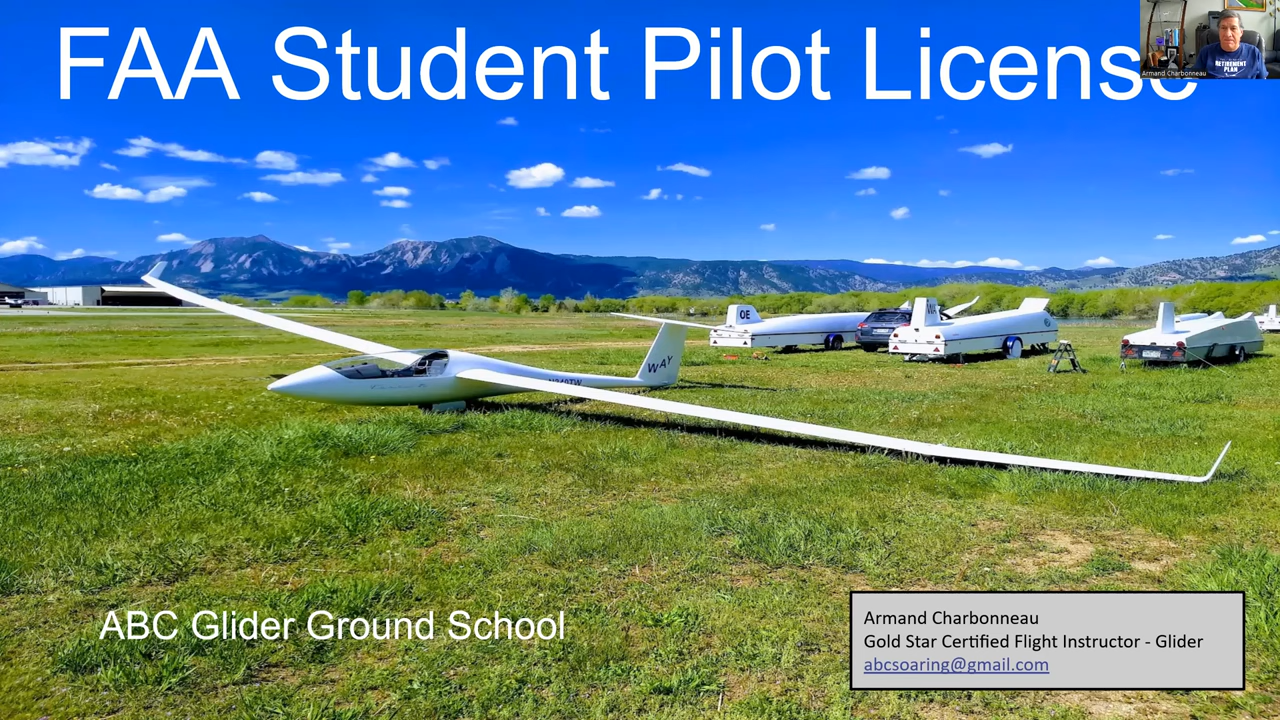 FAA Student Pilot License
RETIREMENT
PLAN
Armand Charbonneau
OE
WA
WAY
ABC Glider Ground School
Armand Charbonneau
Gold Star Certified Flight Instructor - Glider
abcsoaring@gmail.com